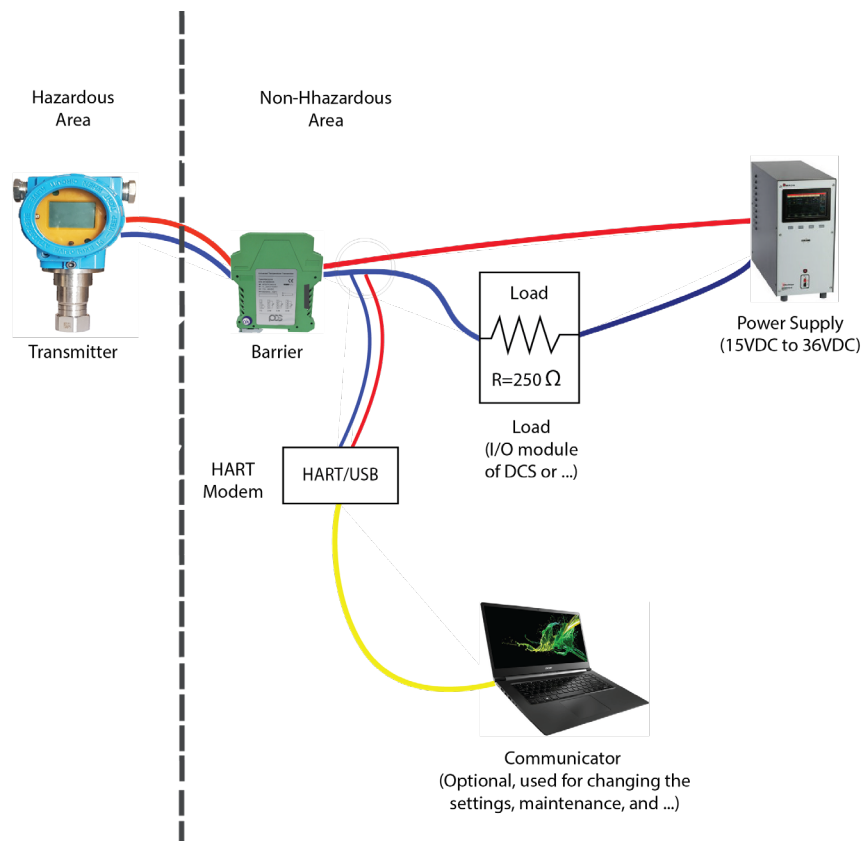 Hazardous
Area
Non-Hhazardous
Area
Transmitter
Barrier
Load
R=250 Ω
Power Supply
(15VDC to 36VDC)
Load
(I/O module
of DCS or ...)
HART
Modem
HART/USB
Communicator
(Optional, used for changing the
settings, maintenance, and ...)